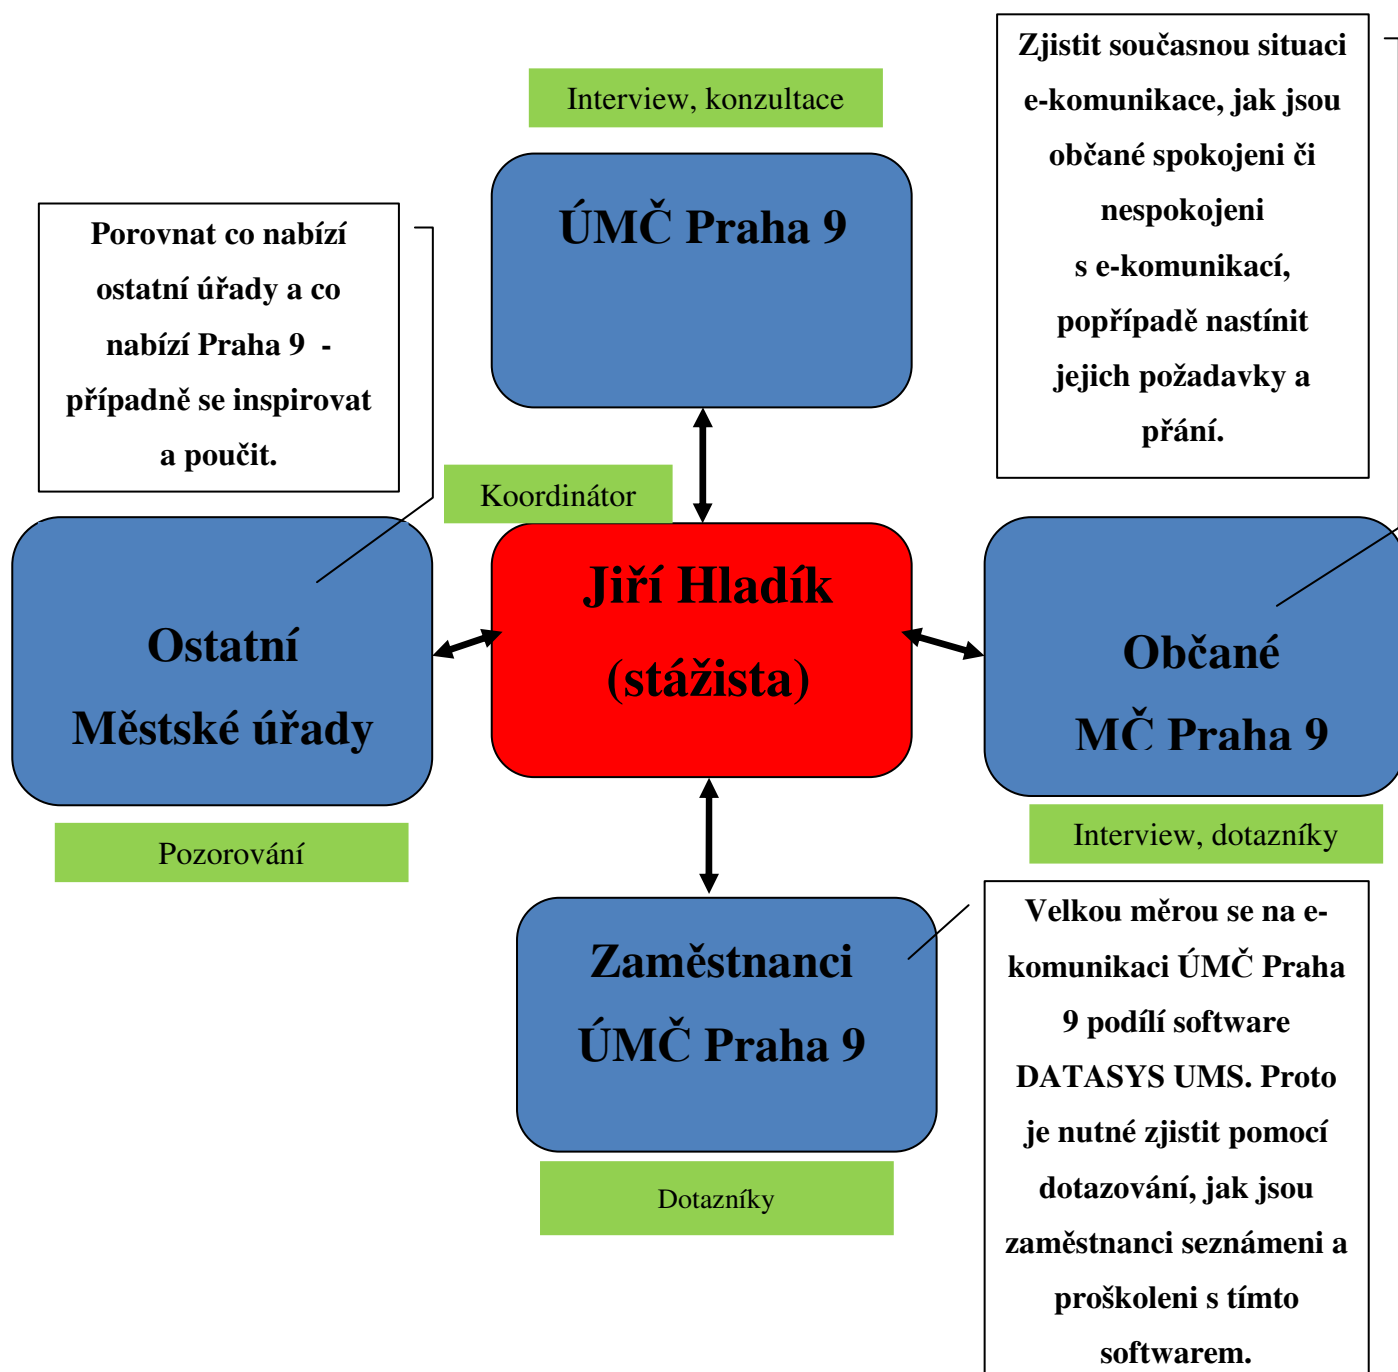 Zjistit současnou situaci
e-komunikace, jak jsou
občané spokojeni či
nespokojeni
s e-komunikací,
popřípadě nastínit
jejich požadavky a
přání.
Interview, konzultace
ÚMČ Praha 9
Porovnat co nabízí
ostatní úřady a co
nabízí Praha 9  -
případně se inspirovat
a poučit.
Koordinátor
Jiří Hladík
(stážista)
Ostatní
Městské úřady
Pozorování
Občané
MČ Praha 9
Interview, dotazníky
Zaměstnanci
ÚMČ Praha 9
Dotazníky
Velkou měrou se na e-
komunikaci ÚMČ Praha
9 podílí software
DATASYS UMS. Proto
je nutné zjistit pomocí
dotazování, jak jsou
zaměstnanci seznámeni a
proškoleni s tímto
softwarem.